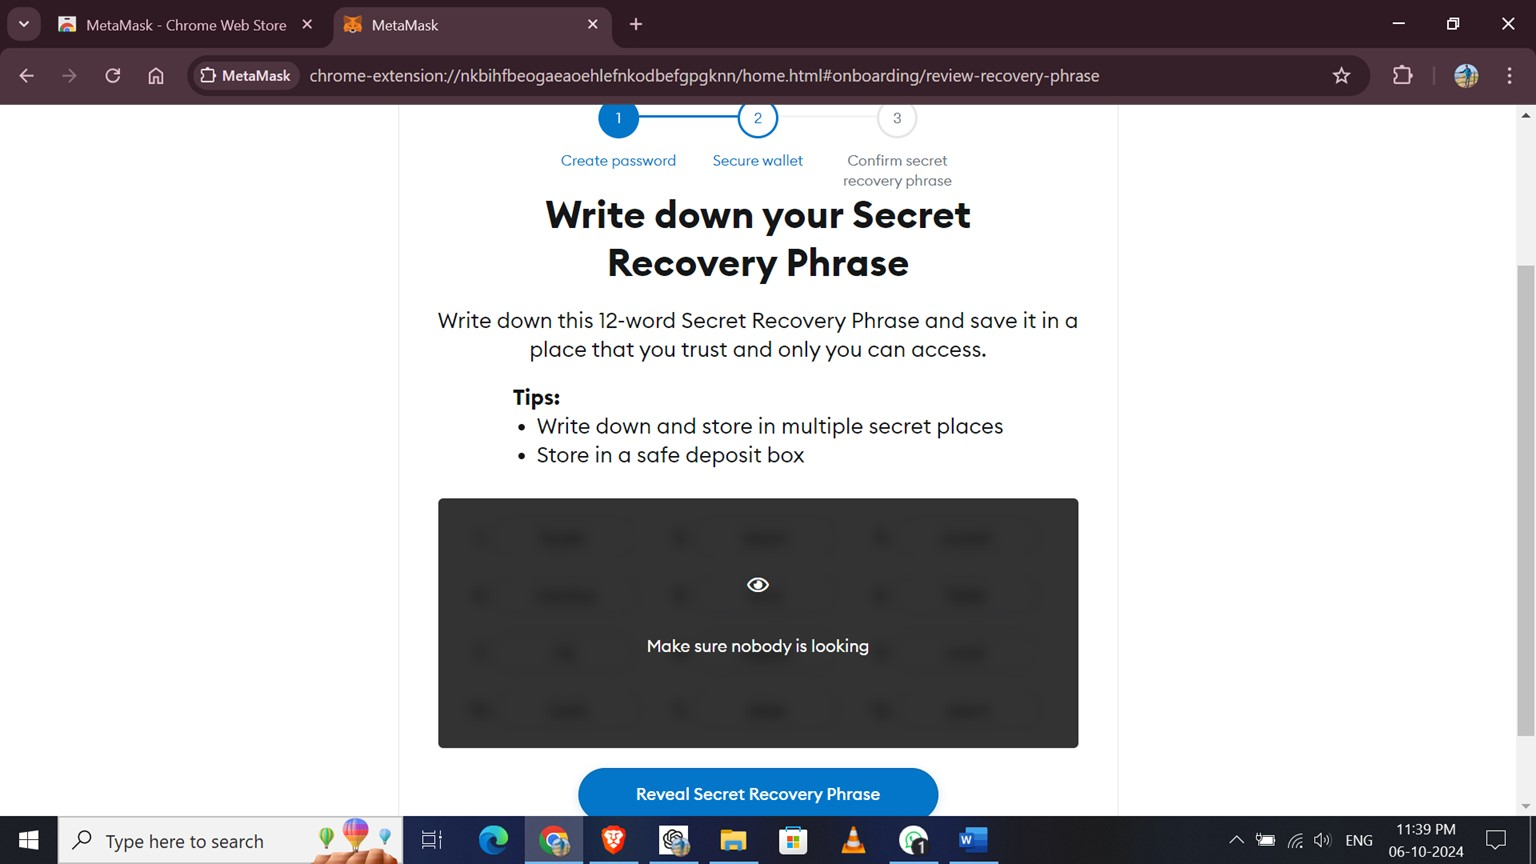 MetaMask - Chrome Web Store
MetaMask
MetaMask
chrome-extension://nkbihfbeogaeaoehlefnkodbefgpgknn/home.html#onboarding/review-recovery-phrase
1
2
3
Create password
Secure wallet
Confirm secret
recovery phrase
Write down your Secret
Recovery Phrase
Write down this 12-word Secret Recovery Phrase and save it in a
place that you trust and only you can access.
Tips:
• Write down and store in multiple secret places
• Store in a safe deposit box
Make sure nobody is looking
Reveal Secret Recovery Phrase
Type here to search
1
W
ENG
11:39 PM
06-10-2024